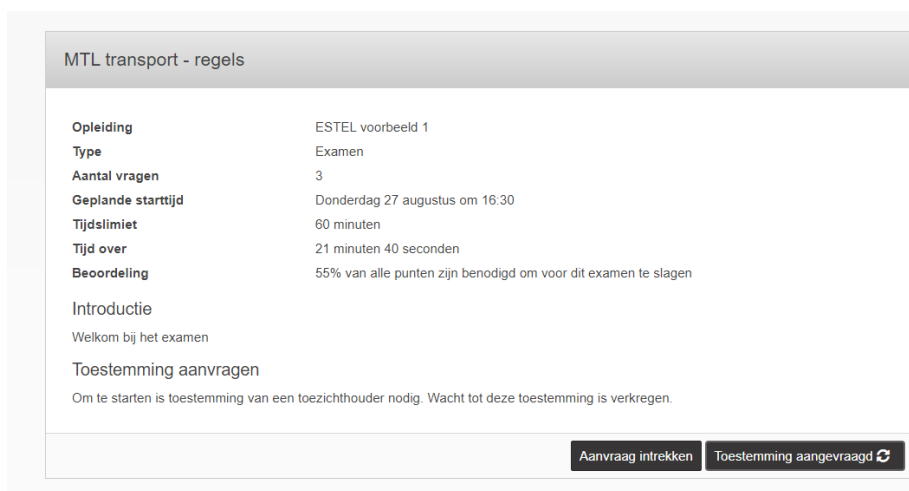 MTL transport - regels
Opleiding ESTEL voorbeeld 1
Type Examen
Aantal vragen 3
Geplande starttijd Donderdag 27 augustus om 16:30
Tijdslimiet 60 minuten
Tijd over 21 minuten 40 seconden
Beoordeling 55% van alle punten zijn benodigd om voor dit examen te slagen
Introductie
Welkom bij het examen
Toestemming aanvragen
Om te starten is toestemming van een toezichthouder nodig. Wacht tot deze toestemming is verkregen.
Aanvraag intrekken Toestemming aangevraagd